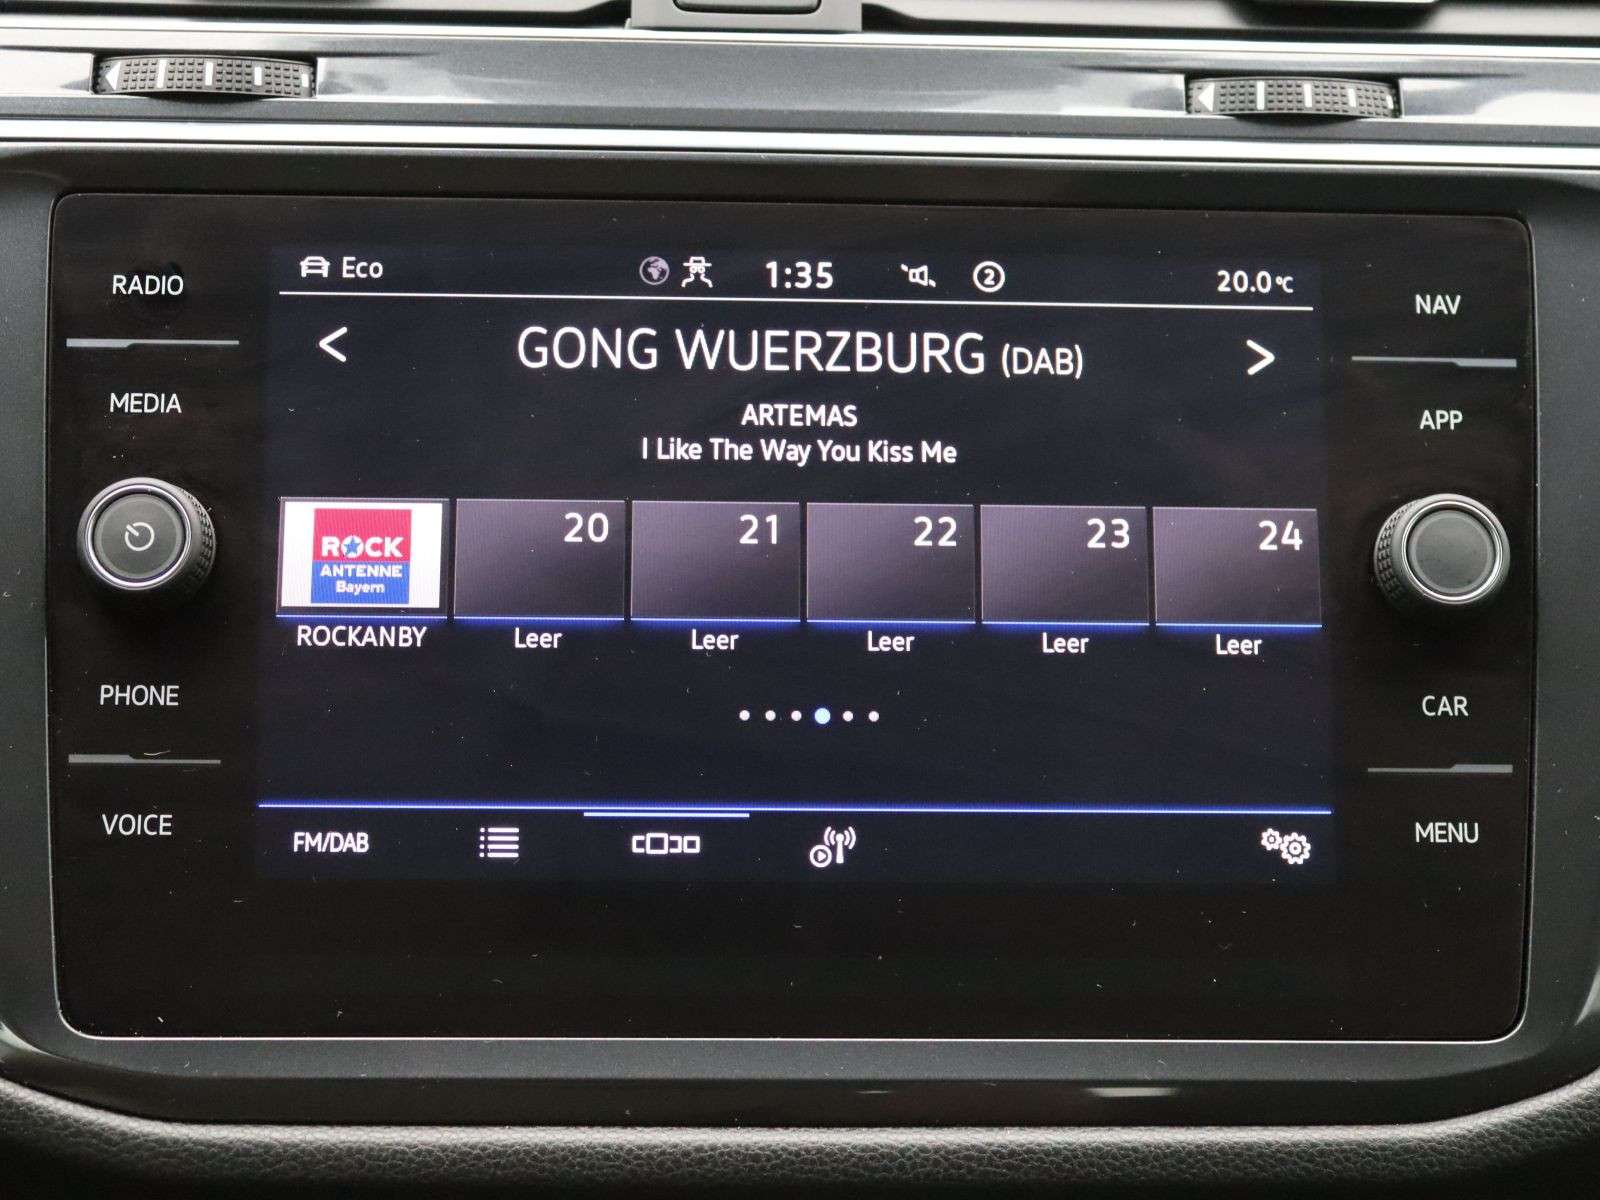 Eco
1:35
2
20.0°C
RADIO
MEDIA
PHONE
VOICE
< GONG WUERZBURG (DAB) >
ARTEMAS
I Like The Way You Kiss Me
ROCK
ANTENNE
Bayern
20
21
22
23
24
ROCKANBY
Leer
Leer
Leer
Leer
Leer
FM/DAB
NAV
APP
CAR
MENU